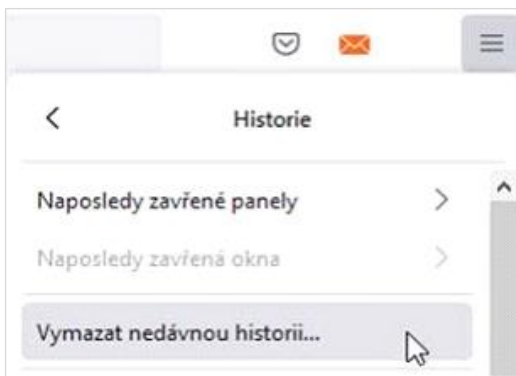 Historie
Naposledy zavřené panely
Naposledy zavřená okna
Vymazat nedávnou historii...